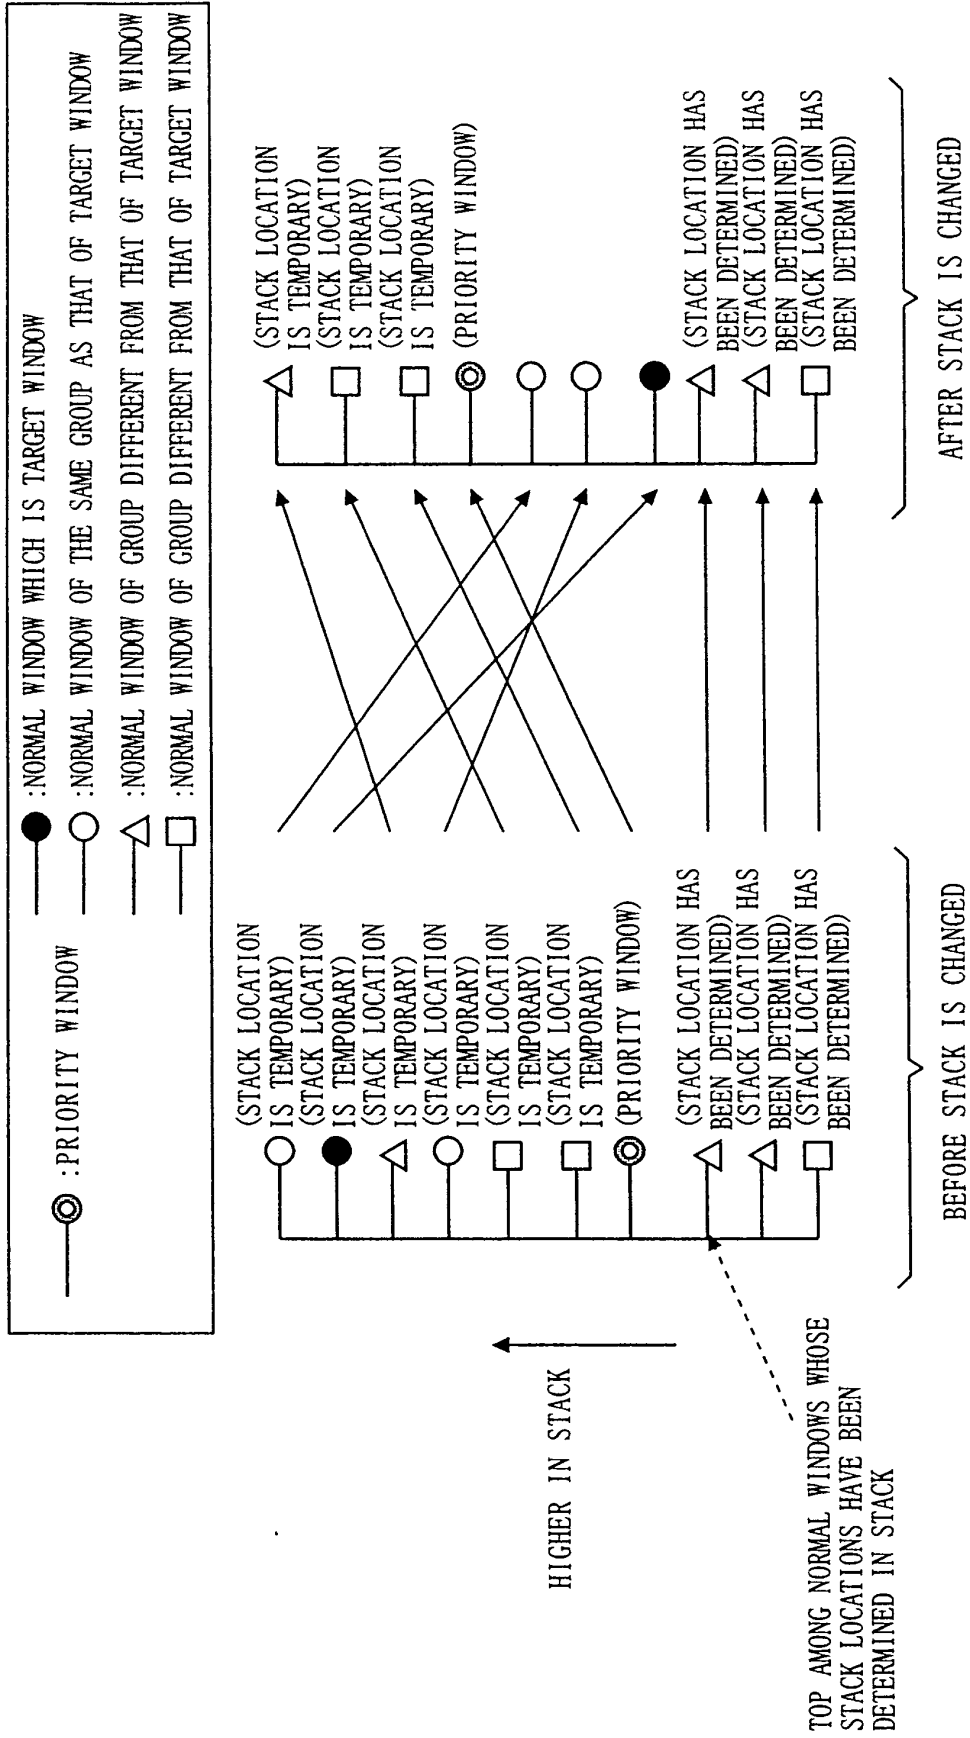 :PRIORITY WINDOW
:NORMAL WINDOW WHICH IS TARGET WINDOW
:NORMAL WINDOW OF THE SAME GROUP AS THAT OF TARGET WINDOW
:NORMAL WINDOW OF GROUP DIFFERENT FROM THAT OF TARGET WINDOW
:NORMAL WINDOW OF GROUP DIFFERENT FROM THAT OF TARGET WINDOW
HIGHER IN STACK
TOP AMONG NORMAL WINDOWS WHOSE
STACK LOCATIONS HAVE BEEN
DETERMINED IN STACK
(STACK LOCATION
IS TEMPORARY)
(STACK LOCATION
IS TEMPORARY)
(STACK LOCATION
IS TEMPORARY)
(STACK LOCATION
IS TEMPORARY)
(STACK LOCATION
IS TEMPORARY)
(STACK LOCATION
IS TEMPORARY)
(PRIORITY WINDOW)
(STACK LOCATION HAS
BEEN DETERMINED)
(STACK LOCATION HAS
BEEN DETERMINED)
(STACK LOCATION HAS
BEEN DETERMINED)
BEFORE STACK IS CHANGED
(STACK LOCATION
IS TEMPORARY)
(STACK LOCATION
IS TEMPORARY)
(STACK LOCATION
IS TEMPORARY)
(PRIORITY WINDOW)
(STACK LOCATION HAS
BEEN DETERMINED)
(STACK LOCATION HAS
BEEN DETERMINED)
(STACK LOCATION HAS
BEEN DETERMINED)
AFTER STACK IS CHANGED